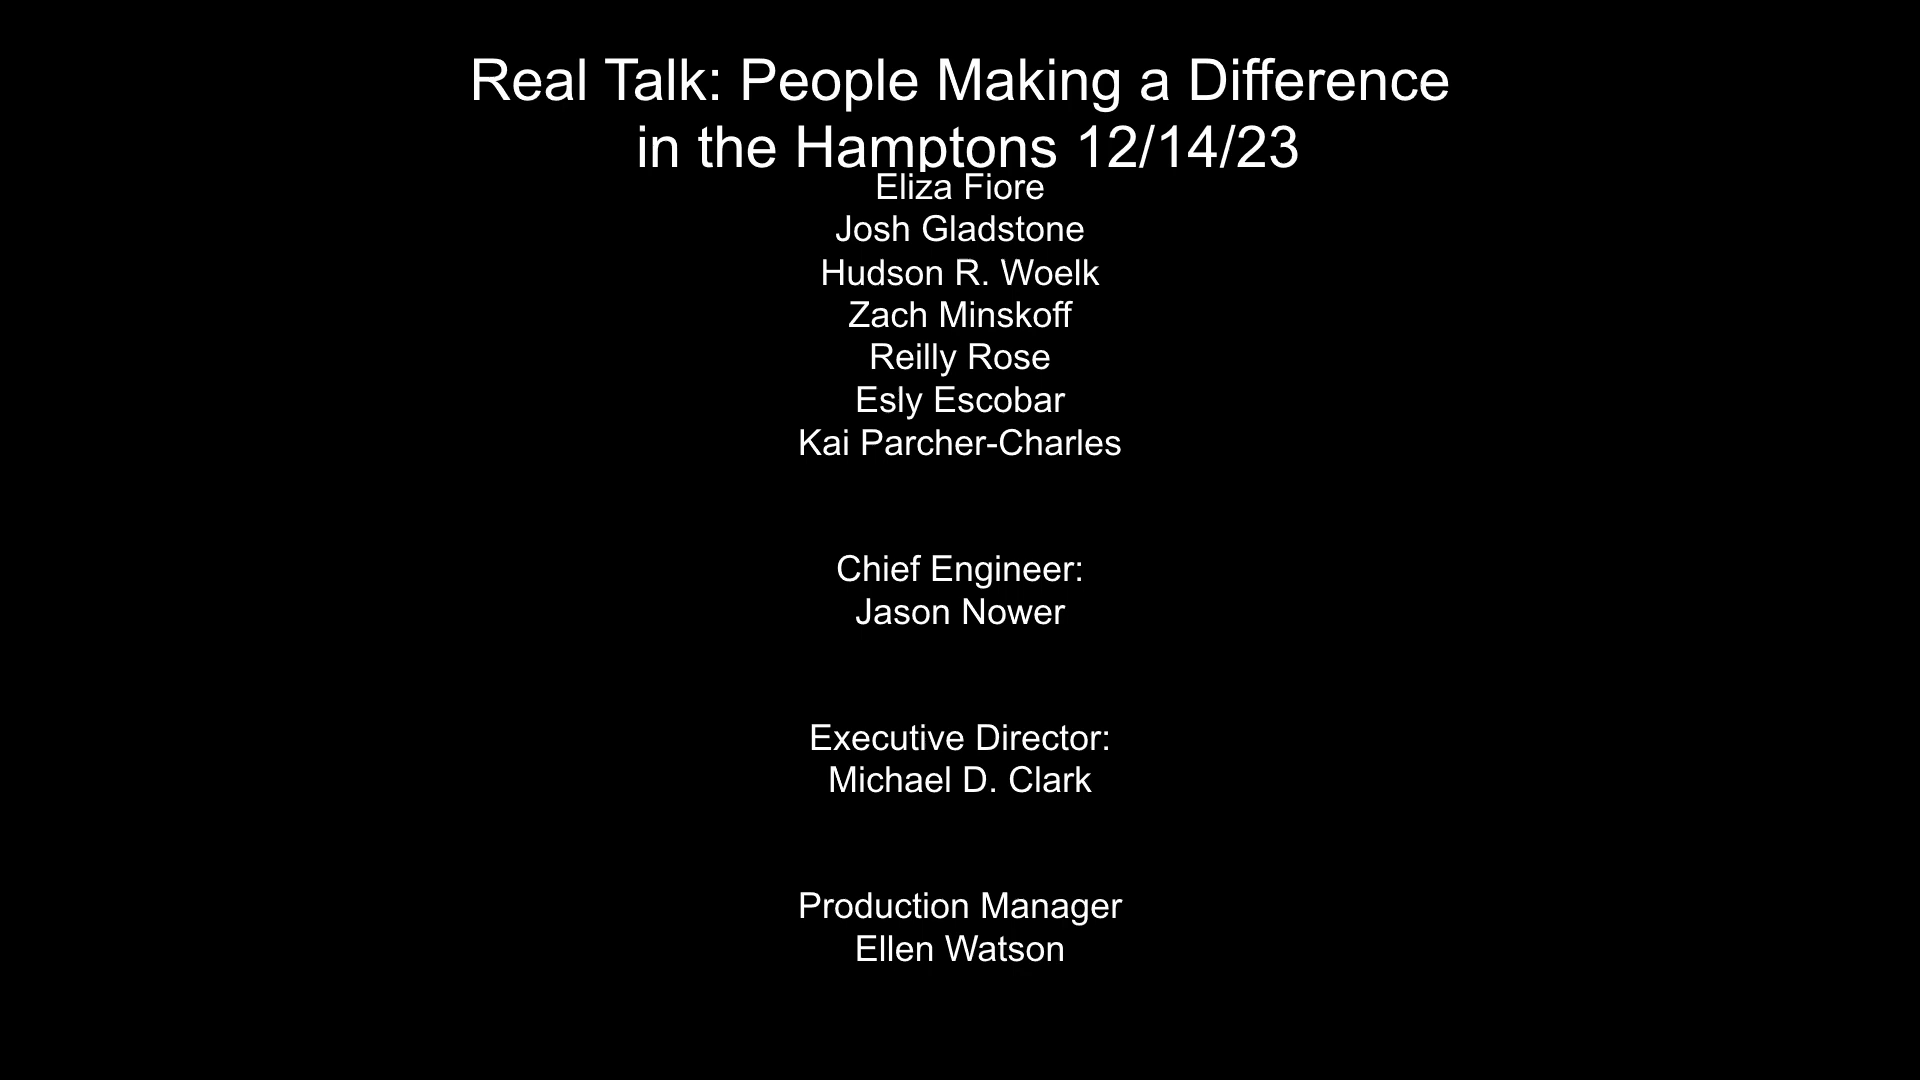 Real Talk: People Making a Difference
in the Hamptons 12/14/23
Eliza Fiore
Josh Gladstone
Hudson R. Woelk
Zach Minskoff
Reilly Rose
Esly Escobar
Kai Parcher-Charles
Chief Engineer:
Jason Nower
Executive Director:
Michael D. Clark
Production Manager
Ellen Watson